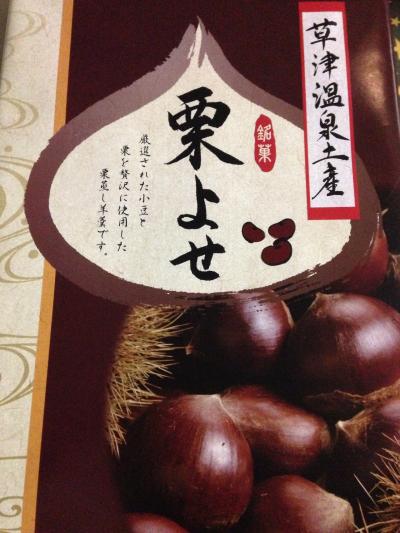 草津温泉土産
銘菓
栗よせ
厳選された小豆と
栗を贅沢に使用した
栗蒸し羊羹です。